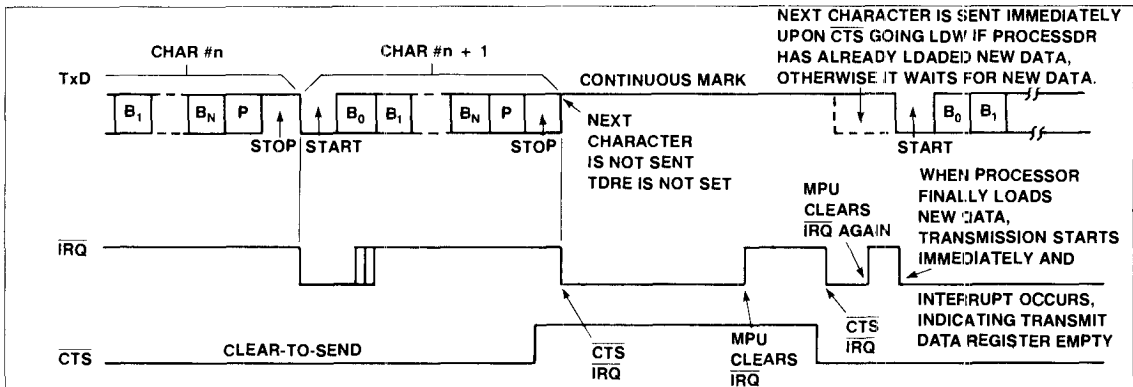 NEXT CHARACTER IS SENT IMMEDIATELY
UPON CTS GOING LDW IF PROCESSDR
HAS ALREADY LDADED NEW DATA,
OTHERWISE IT WAITS FOR NEW DATA.
CHAR #n
CHAR #n + 1
TxD
CONTINUOUS MARK
B1
BN
P
B0
B1
BN
P
B0
B1
STOP
START
STOP
START
NEXT
CHARACTER
IS NOT SENT
TDRE IS NOT SET
MPU
CLEARS
IRQ AGAIN
WHEN PROCESSOR
FINALLY LOADS
NEW DATA,
TRANSMISSION STARTS
IMMEDIATELY AND
IRQ
INTERRUPT OCCURS,
INDICATING TRANSMIT
DATA REGISTER EMPTY
CTS
IRQ
MPU
CLEARS
IRQ
CTS
IRQ
CTS
CLEAR-TO-SEND